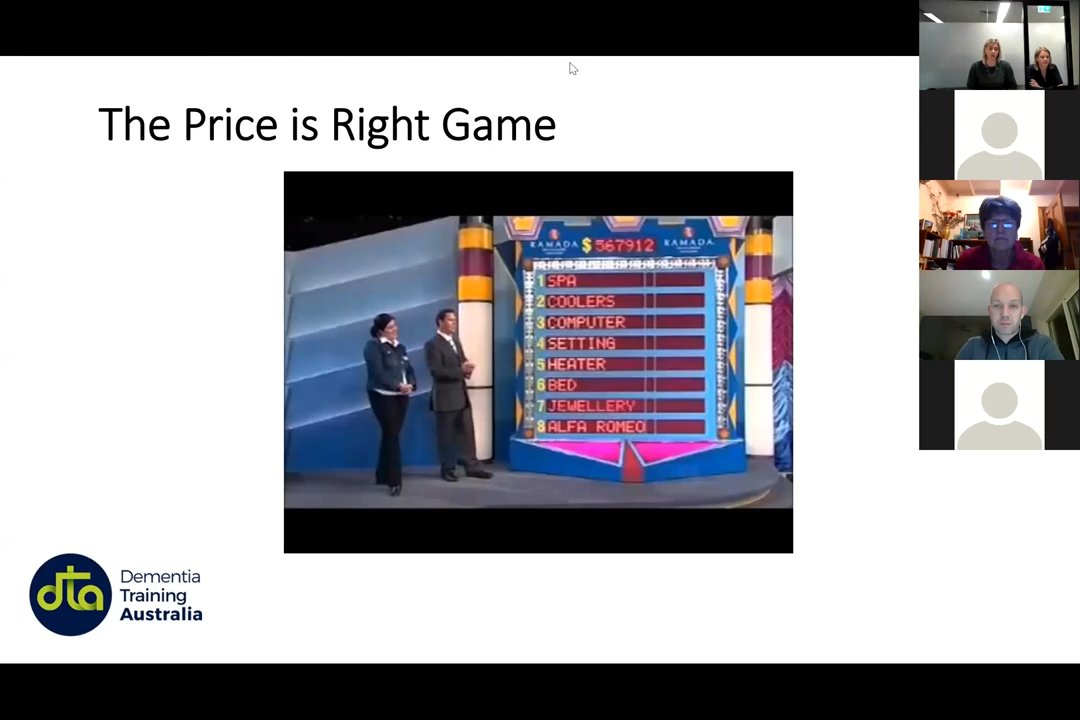 The Price is Right Game
RAMADA $ 567912 RAMADA
1 SPA
2 COOLERS
3 COMPUTER
4 SETTING
5 HEATER
6 BED
7 JEWELLERY
8 ALFA ROMEO
dta
Dementia
Training
Australia